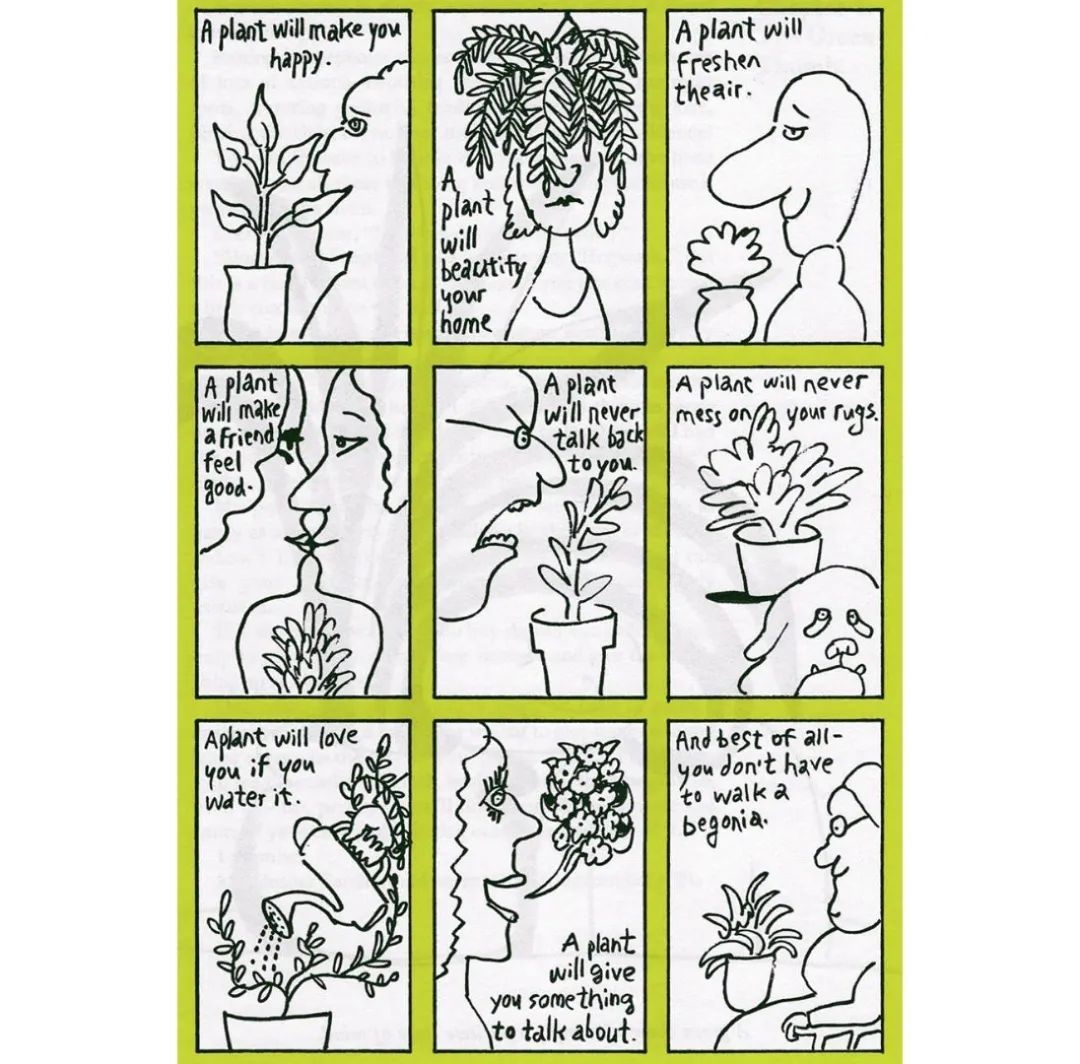 A plant will make you
happy.
A
plant
will
beautify
your
home
A plant will
freshen
the air.
A plant
will make
a friend
feel
good.
A plant
will never
talk back
to you.
A plant will never
mess on your rugs.
A plant will love
you if you
water it.
A plant
will give
you something
to talk about.
And best of all-
you don't have
to walk a
begonia.